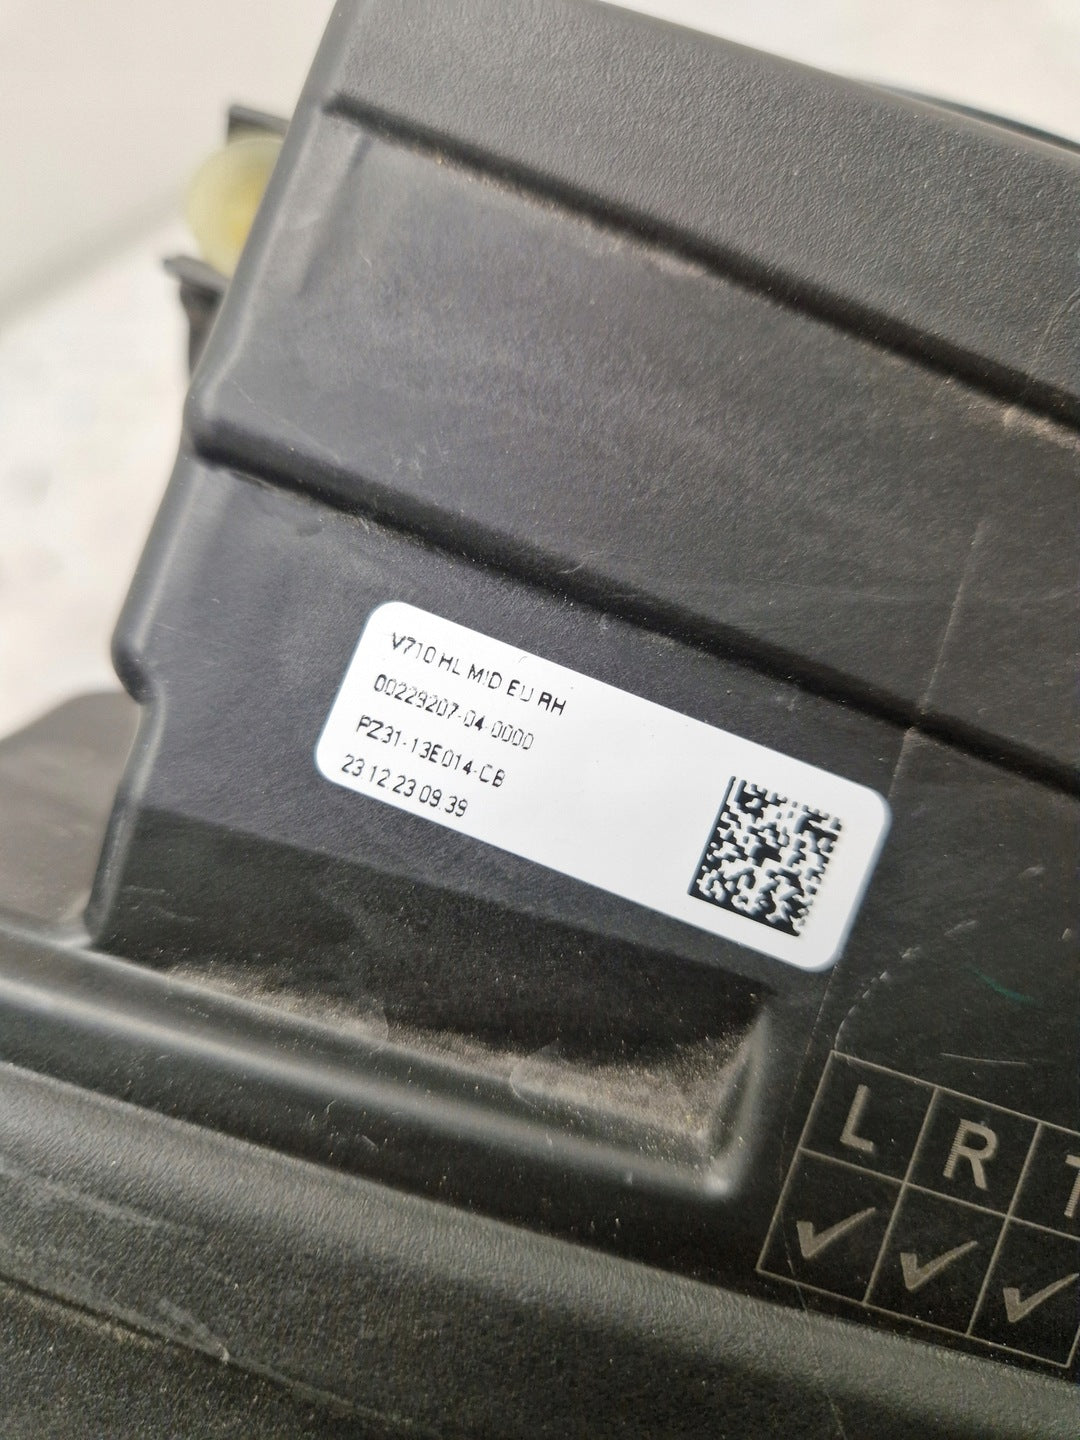 V710 HL MID EU RH
00229207-04-0000
PZ31-13E014-CB
23.12.23 09:39
L R